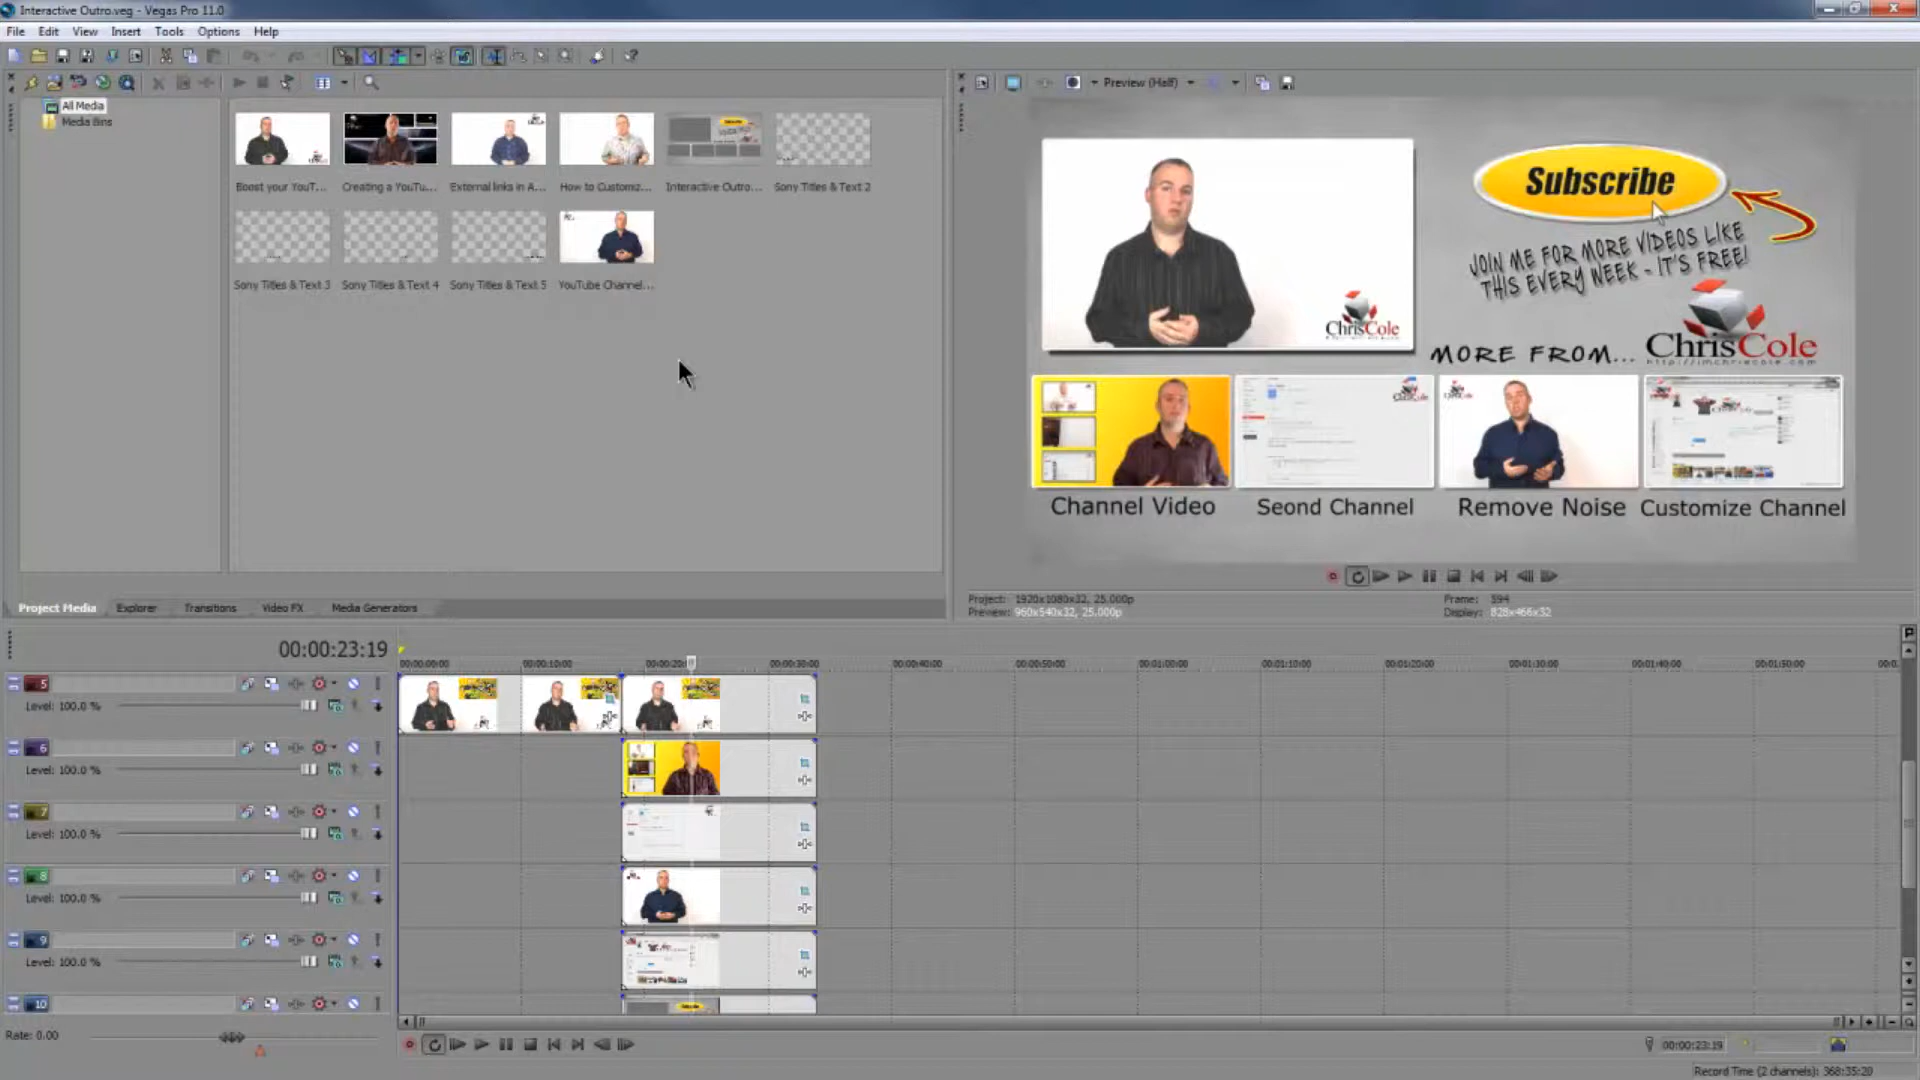 Interactive Outro.veg - Vegas Pro 11.0
File Edit View Insert Tools Options Help
Preview (Half)
All Media
Media Bins
Boost your YouT... Creating a YouTu... External links in A... How to Customiz... Interactive Outro... Sony Titles & Text 2
Sony Titles & Text 3 Sony Titles & Text 4 Sony Titles & Text 5 YouTube Channel...
Subscribe
JOIN ME FOR MORE VIDEOS LIKE
THIS EVERY WEEK - IT'S FREE!
ChrisCole
MORE FROM... ChrisCole
http://imchriscole.com
Channel Video Seond Channel Remove Noise Customize Channel
Project Media Explorer Transitions Video FX Media Generators
Project: 1920x1080x32, 25.000p Frame: 594
Preview: 960x540x32, 25.000p Display: 828x466x32
00:00:23:19
00:00:00:00 00:00:10:00 00:00:20: 00:00:30:00 00:00:40:00 00:00:50:00 00:01:00:00 00:01:10:00 00:01:20:00 00:01:30:00 00:01:40:00 00:01:50:00 00:0
5
Level: 100.0 %
6
Level: 100.0 %
7
Level: 100.0 %
8
Level: 100.0 %
9
Level: 100.0 %
10
Rate: 0.00
00:00:23:19
Record Time (2 channels): 368:35:20